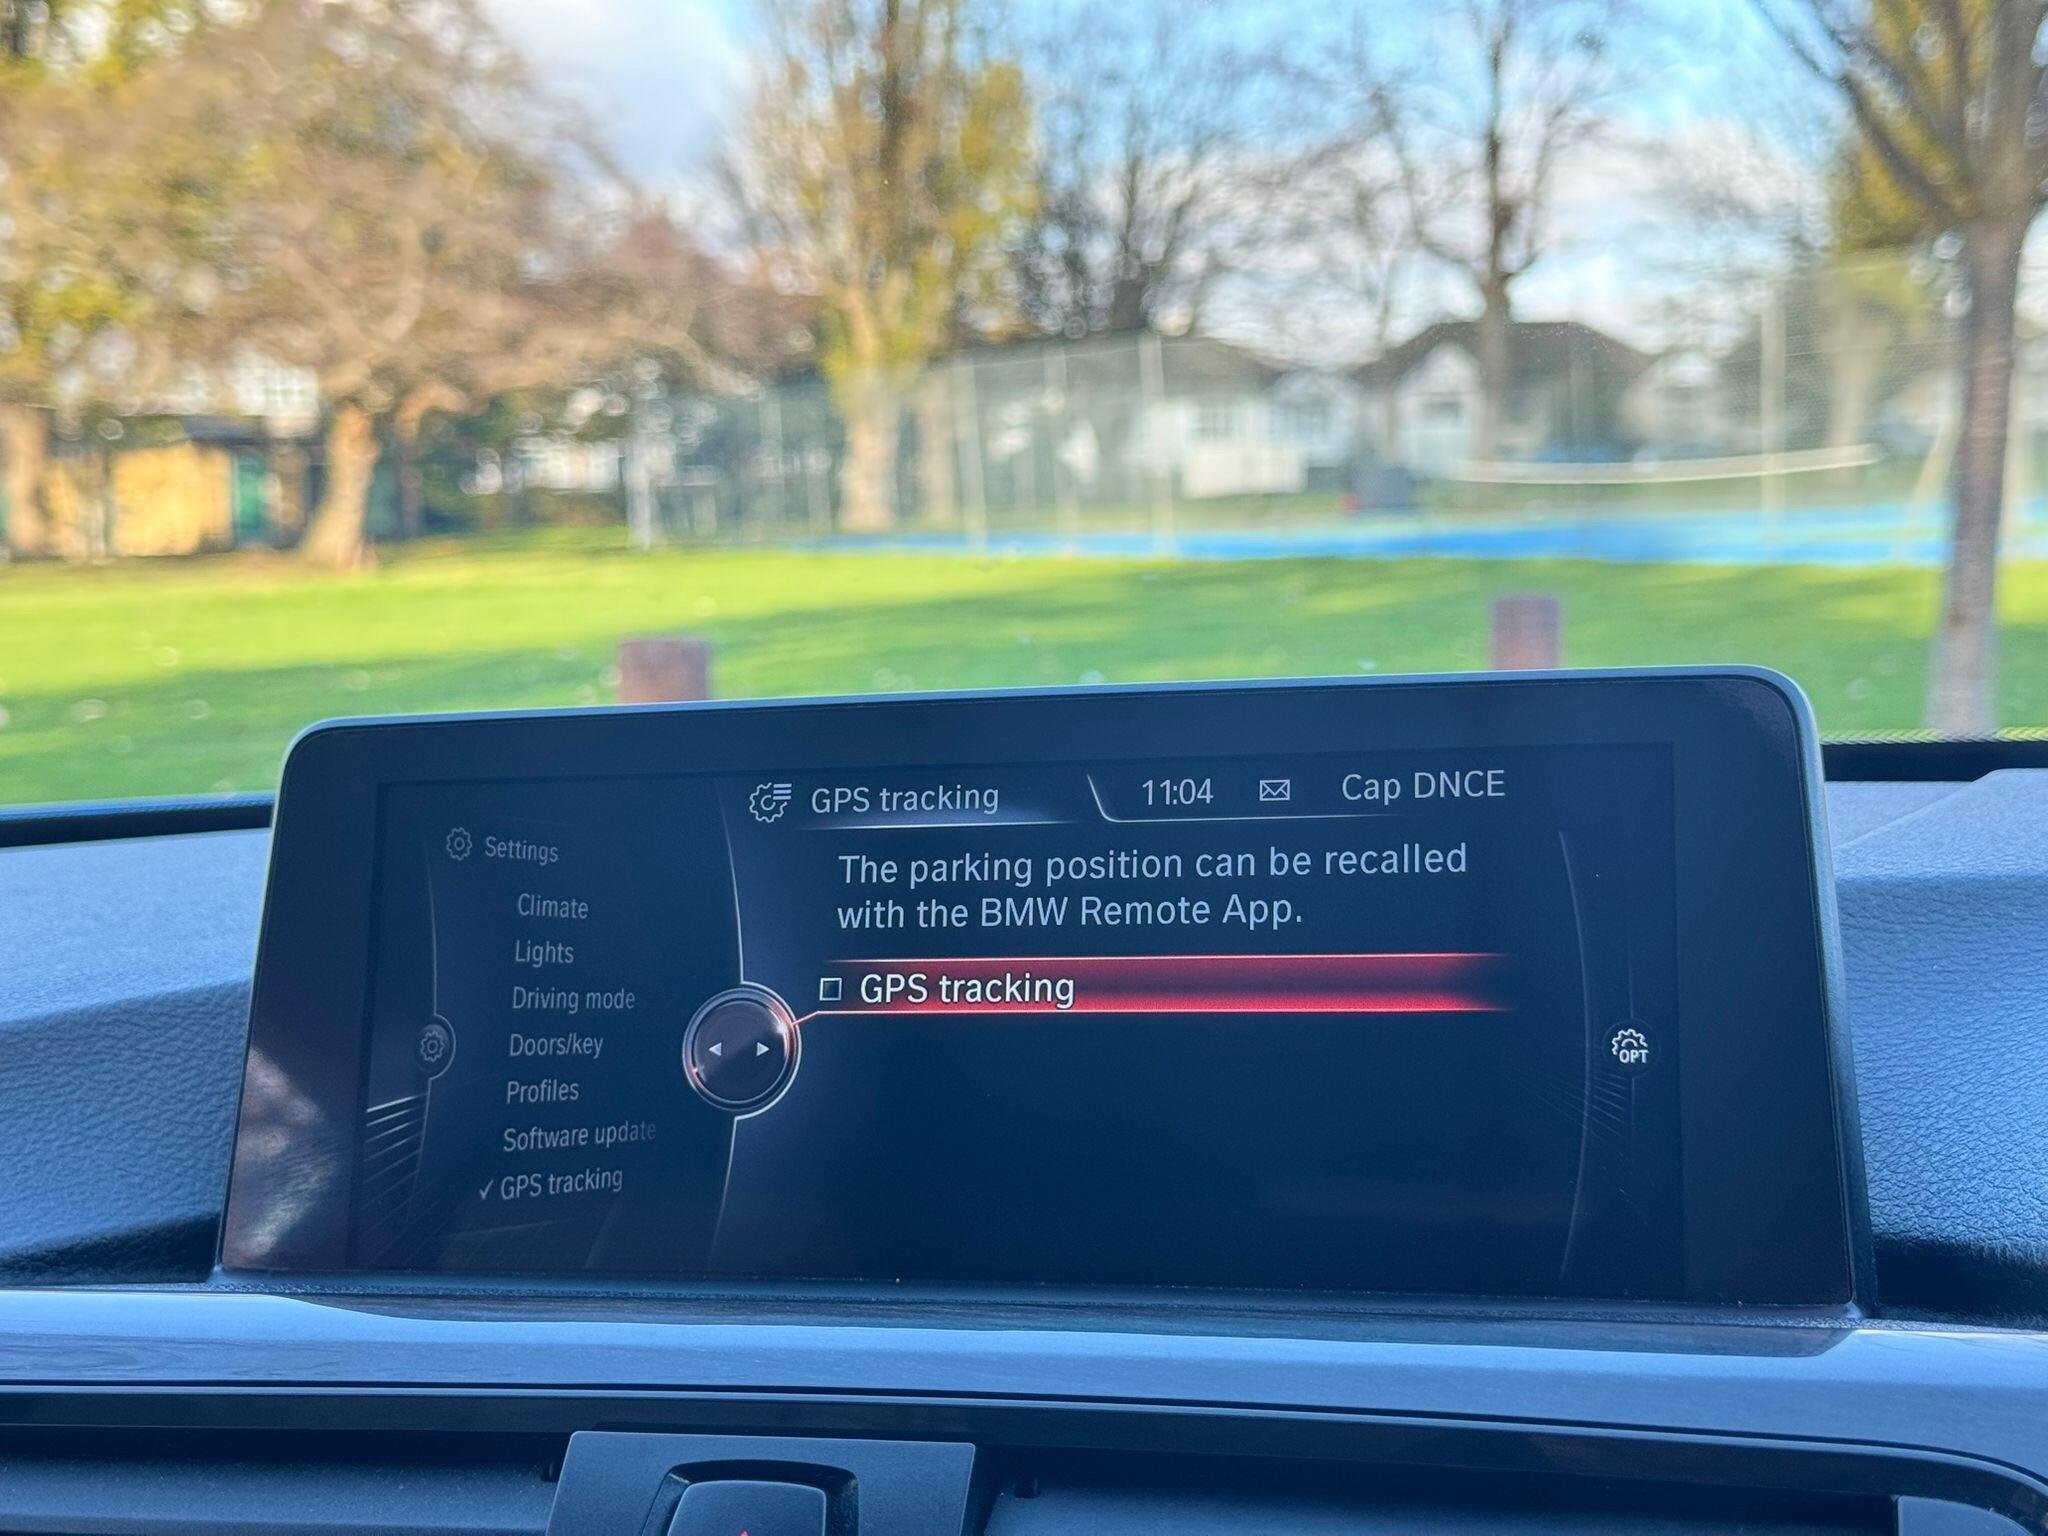 GPS tracking
11:04
Cap DNCE
Settings
Climate
Lights
Driving mode
Doors/key
Profiles
Software update
✓ GPS tracking
The parking position can be recalled
with the BMW Remote App.
GPS tracking
OPT